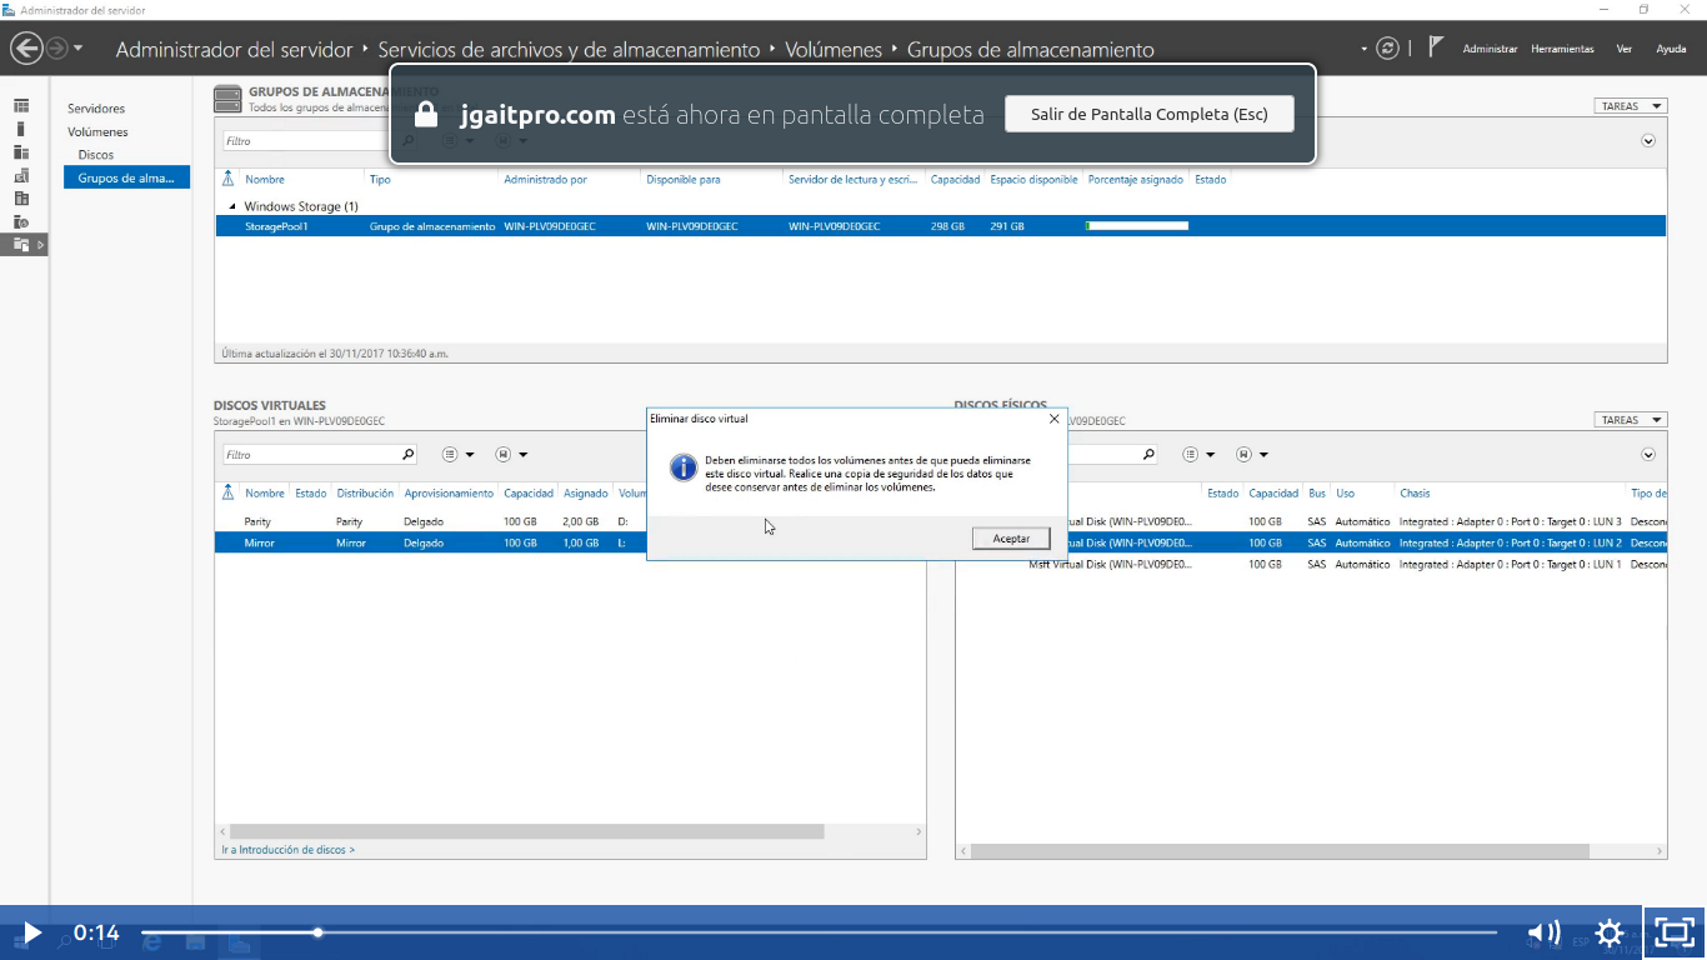 Administrador del servidor
Administrador del servidor ‣ Servicios de archivos y de almacenamiento ‣ Volúmenes ‣ Grupos de almacenamiento
Administrar Herramientas Ver Ayuda
jgaitpro.com está ahora en pantalla completa
Salir de Pantalla Completa (Esc)
Servidores
Volúmenes
Discos
Grupos de alma...
GRUPOS DE ALMACENAMIENTO
Todos los grupos de almacenam
TAREAS
Filtro
Nombre Tipo Administrado por Disponible para Servidor de lectura y escri... Capacidad Espacio disponible Porcentaje asignado Estado
Windows Storage (1)
StoragePool1 Grupo de almacenamiento WIN-PLV09DE0GEC WIN-PLV09DE0GEC WIN-PLV09DE0GEC 298 GB 291 GB
Última actualización el 30/11/2017 10:36:40 a.m.
DISCOS VIRTUALES
StoragePool1 en WIN-PLV09DE0GEC
Filtro
Nombre Estado Distribución Aprovisionamiento Capacidad Asignado Volum
Parity Parity Delgado 100 GB 2,00 GB D:
Mirror Mirror Delgado 100 GB 1,00 GB L:
Ir a Introducción de discos >
Eliminar disco virtual
Deben eliminarse todos los volúmenes antes de que pueda eliminarse
este disco virtual. Realice una copia de seguridad de los datos que
desee conservar antes de eliminar los volúmenes.
Aceptar
DISCOS FÍSICOS
V09DE0GEC
TAREAS
Estado Capacidad Bus Uso Chasis Tipo de
ual Disk (WIN-PLV09DE0... 100 GB SAS Automático Integrated : Adapter 0 : Port 0 : Target 0 : LUN 3 Descon
ual Disk (WIN-PLV09DE0... 100 GB SAS Automático Integrated : Adapter 0 : Port 0 : Target 0 : LUN 2 Descon
Msft Virtual Disk (WIN-PLV09DE0... 100 GB SAS Automático Integrated : Adapter 0 : Port 0 : Target 0 : LUN 1 Descon
0:14
ESP